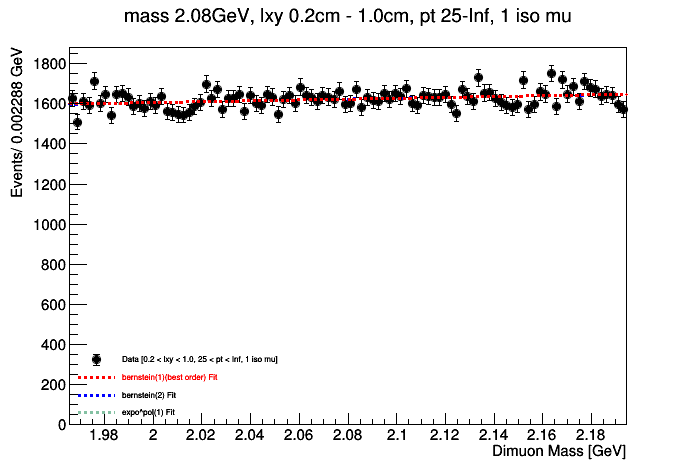 mass 2.08GeV, lxy 0.2cm - 1.0cm, pt 25-Inf, 1 iso mu
Events/ 0.002288 GeV
1800
1600
1400
1200
1000
800
600
400
200
0
Data [0.2 < lxy < 1.0, 25 < pt < Inf, 1 iso mu]
bernstein(1)(best order) Fit
bernstein(2) Fit
expo^pol(1) Fit
1.98 2 2.02 2.04 2.06 2.08 2.1 2.12 2.14 2.16 2.18
Dimuon Mass [GeV]